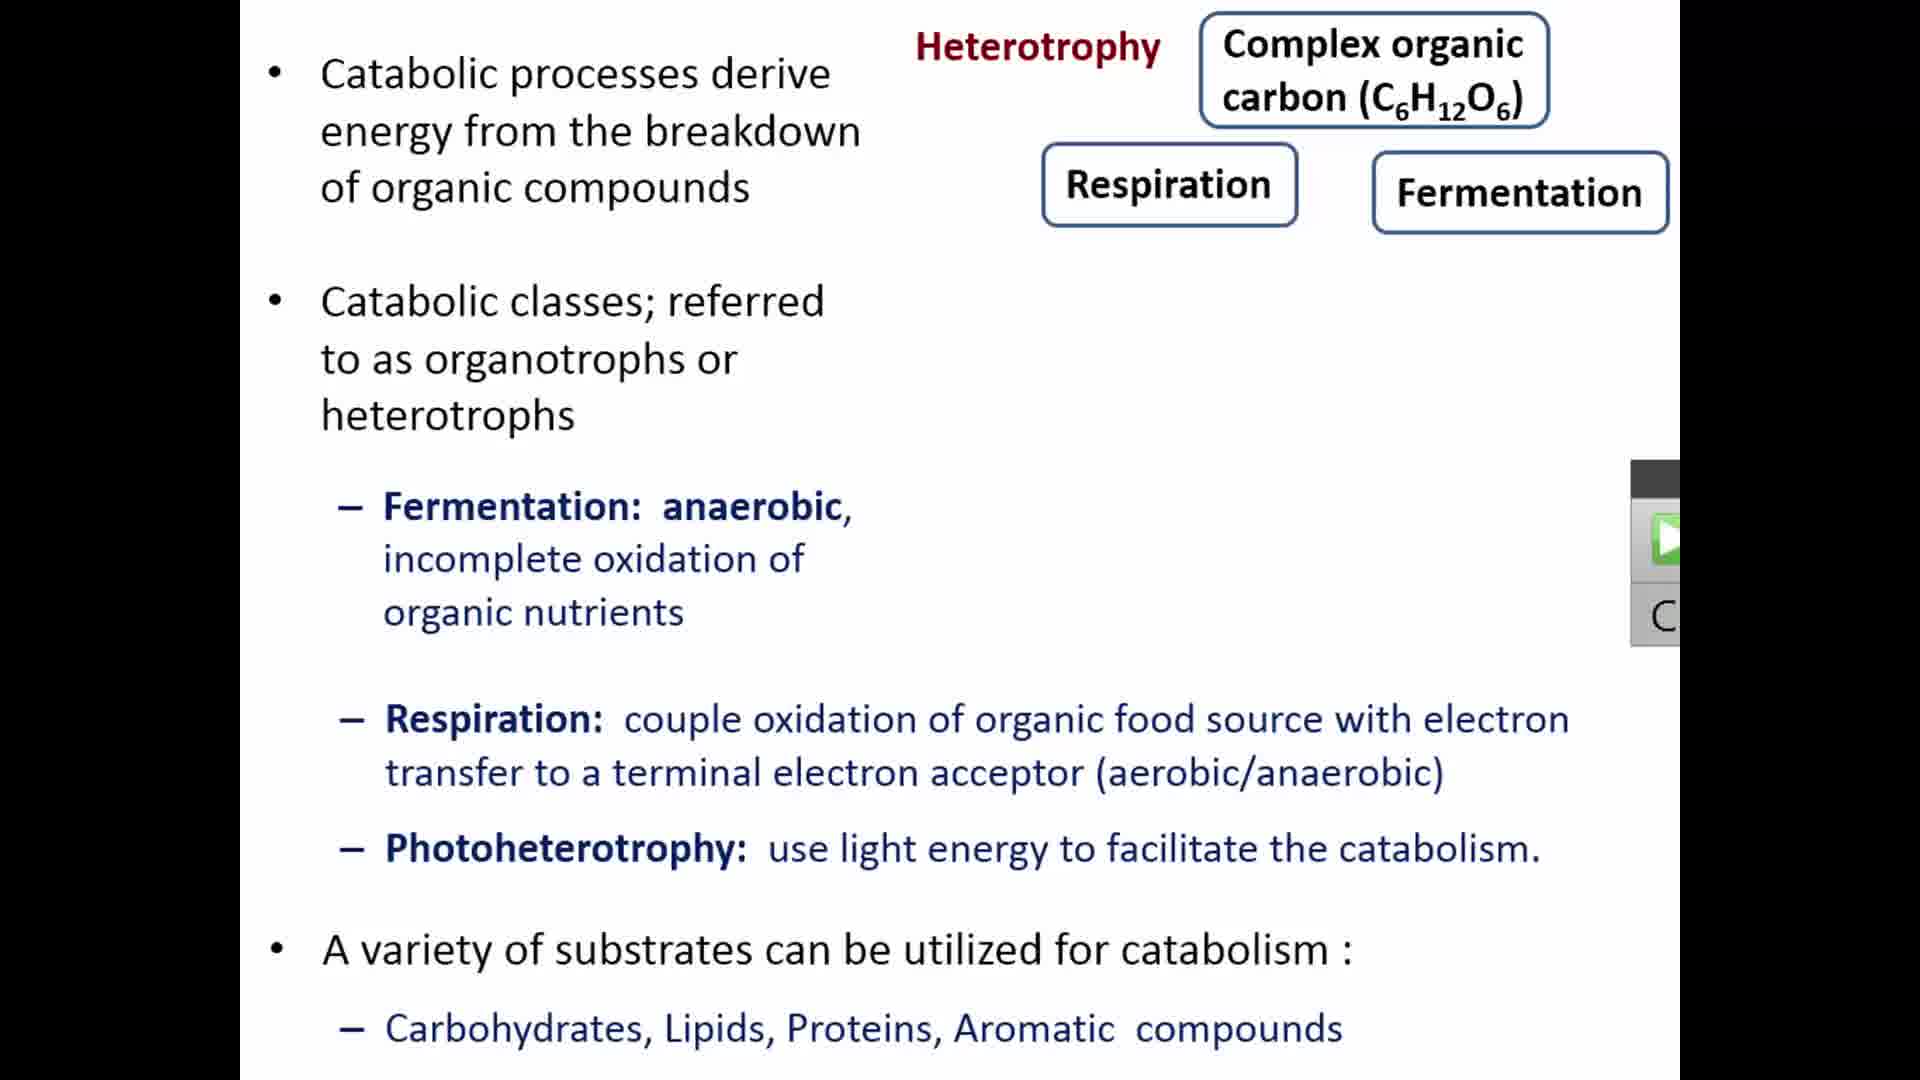 Heterotrophy
Complex organic
carbon (C₆H₁₂O₆)
Respiration
Fermentation
• Catabolic processes derive
energy from the breakdown
of organic compounds
• Catabolic classes; referred
to as organotrophs or
heterotrophs
– Fermentation: anaerobic,
incomplete oxidation of
organic nutrients
– Respiration: couple oxidation of organic food source with electron
transfer to a terminal electron acceptor (aerobic/anaerobic)
– Photoheterotrophy: use light energy to facilitate the catabolism.
• A variety of substrates can be utilized for catabolism :
– Carbohydrates, Lipids, Proteins, Aromatic compounds
C